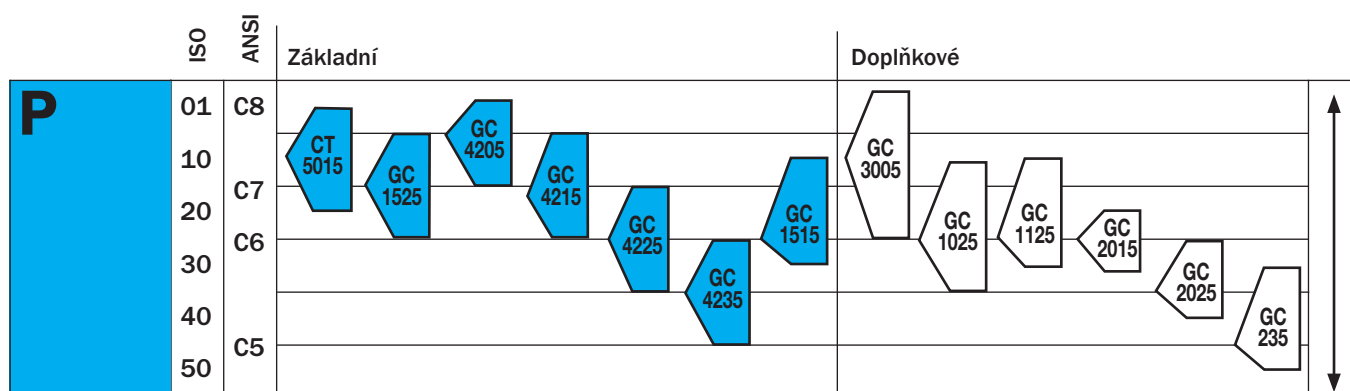 ISO
ANSI
Základní
Doplňkové
P
01
10
20
30
40
50
C8
C7
C6
C5
CT
5015
GC
1525
GC
4205
GC
4215
GC
4225
GC
4235
GC
1515
GC
3005
GC
1025
GC
1125
GC
2015
GC
2025
GC
235